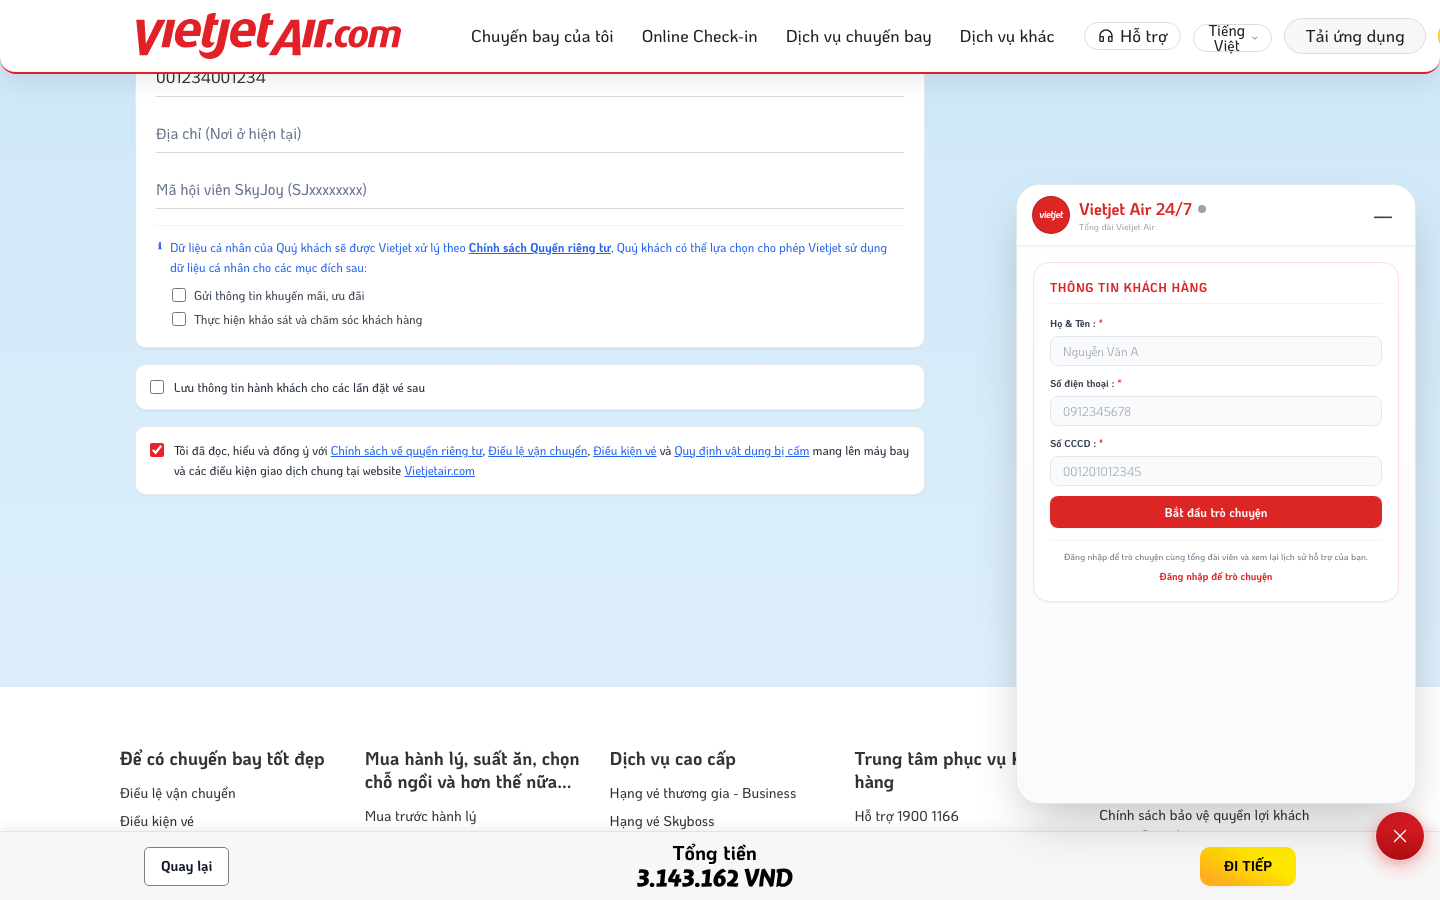 vietjetAir.com
Chuyến bay của tôi
Online Check-in
Dịch vụ chuyến bay
Dịch vụ khác
Hỗ trợ
Tiếng
Việt
Tải ứng dụng
001234001234
Địa chỉ (Nơi ở hiện tại)
Mã hội viên SkyJoy (SJxxxxxxxx)
Dữ liệu cá nhân của Quý khách sẽ được Vietjet xử lý theo Chính sách Quyền riêng tư, Quý khách có thể lựa chọn cho phép Vietjet sử dụng
dữ liệu cá nhân cho các mục đích sau:
Gửi thông tin khuyến mãi, ưu đãi
Thực hiện khảo sát và chăm sóc khách hàng
Lưu thông tin hành khách cho các lần đặt vé sau
Tôi đã đọc, hiểu và đồng ý với Chính sách về quyền riêng tư, Điều lệ vận chuyển, Điều kiện vé và Quy định vật dụng bị cấm mang lên máy bay
và các điều kiện giao dịch chung tại website Vietjetair.com
vietjet
Vietjet Air 24/7
Tổng đài Vietjet Air
THÔNG TIN KHÁCH HÀNG
Họ & Tên : *
Nguyễn Văn A
Số điện thoại : *
0912345678
Số CCCD : *
001201012345
Bắt đầu trò chuyện
Đăng nhập để trò chuyện cùng tổng đài viên và xem lại lịch sử hỗ trợ của bạn.
Đăng nhập để trò chuyện
Để có chuyến bay tốt đẹp
Điều lệ vận chuyển
Điều kiện vé
Mua hành lý, suất ăn, chọn
chỗ ngồi và hơn thế nữa...
Mua trước hành lý
Dịch vụ cao cấp
Hạng vé thương gia - Business
Hạng vé Skyboss
Trung tâm phục vụ
hàng
Hỗ trợ 1900 1166
Chính sách bảo vệ quyền lợi khách
Quay lại
Tổng tiền
3.143.162 VND
ĐI TIẾP